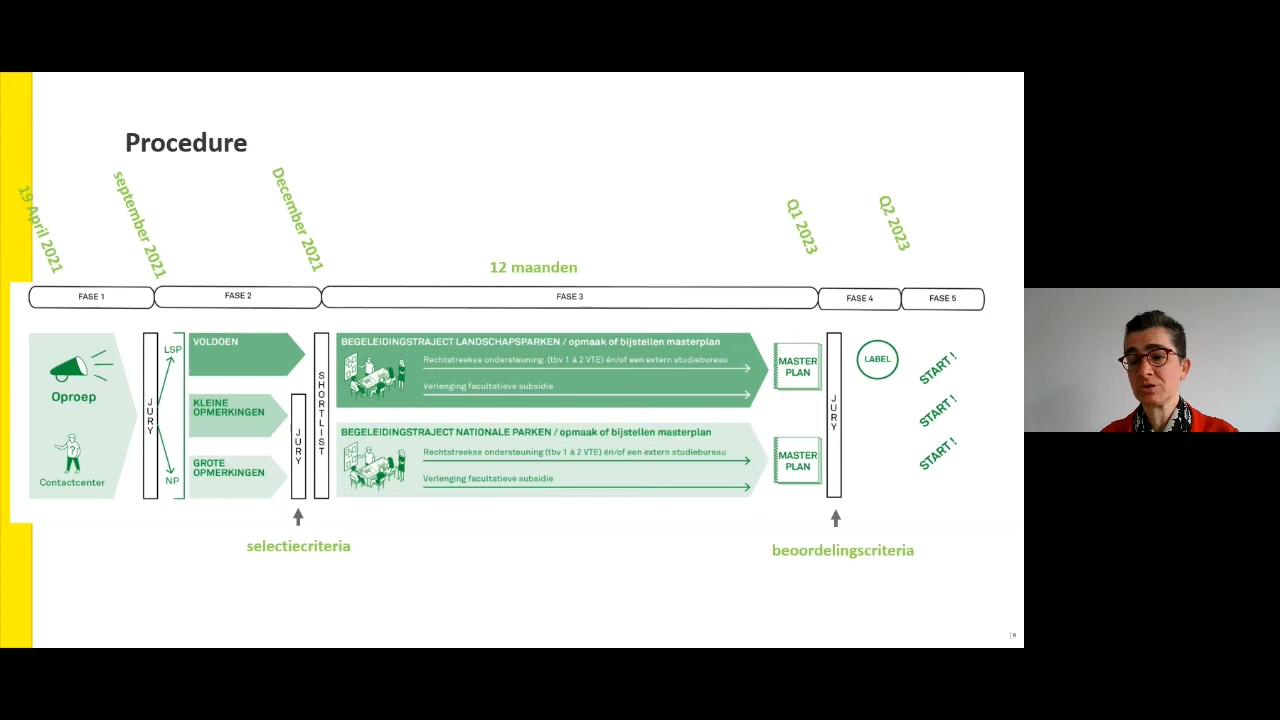 Procedure
19 April 2021
september 2021
December 2021
Q1 2023
Q2 2023
12 maanden
FASE 1
FASE 2
FASE 3
FASE 4
FASE 5
Oproep
?
Contactcenter
JURY
LSP
NP
VOLDOEN
KLEINE
OPMERKINGEN
GROTE
OPMERKINGEN
JURY
SHORTLIST
BEGELEIDINGSTRAJECT LANDSCHAPSPARKEN / opmaak of bijstellen masterplan
Rechtstreekse ondersteuning (tbv 1 à 2 VTE) én/of een extern studiebureau
Verlenging facultatieve subsidie
MASTER
PLAN
BEGELEIDINGSTRAJECT NATIONALE PARKEN / opmaak of bijstellen masterplan
Rechtstreekse ondersteuning (tbv 1 à 2 VTE) én/of een extern studiebureau
Verlenging facultatieve subsidie
MASTER
PLAN
JURY
LABEL
START !
START !
START !
selectiecriteria
beoordelingscriteria
|9